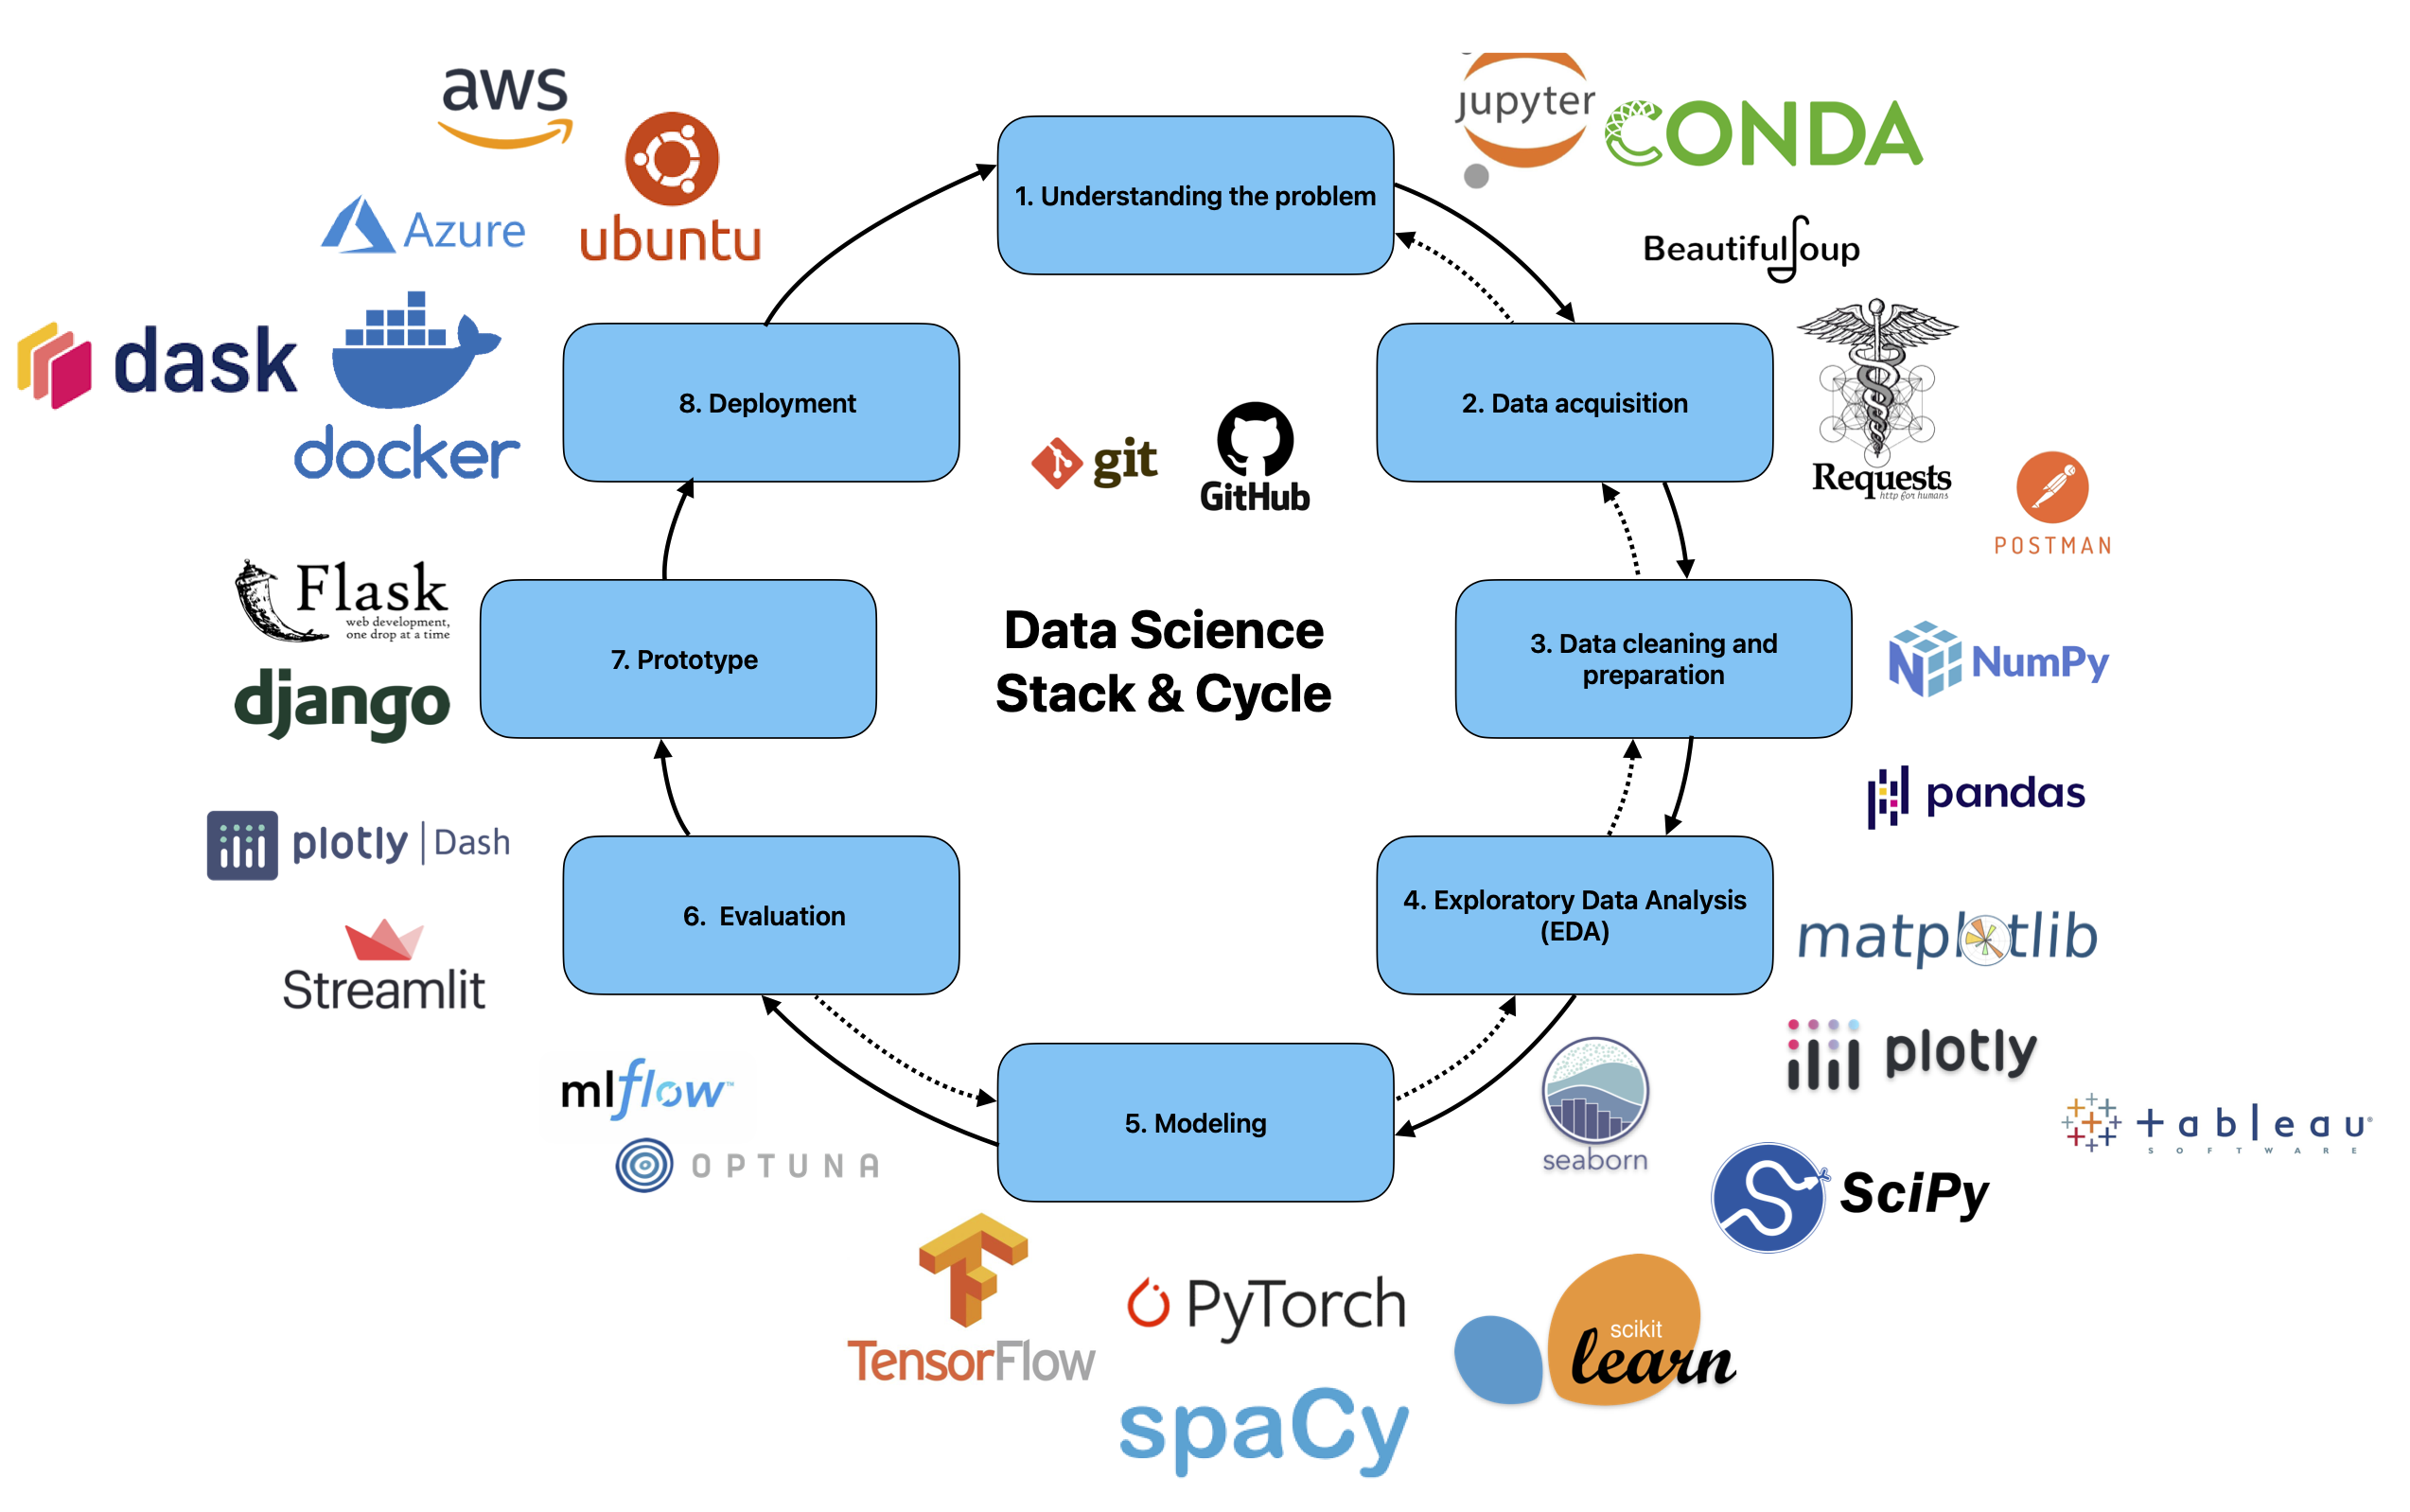 aws
jupyter
CONDA
ubuntu
Azure
1. Understanding the problem
BeautifulSoup
dask
docker
8. Deployment
2. Data acquisition
git
GitHub
Requests
http for humans
POSTMAN
Flask
web development,
one drop at a time
django
7. Prototype
Data Science
Stack & Cycle
3. Data cleaning and
preparation
NumPy
pandas
plotly | Dash
Streamlit
6. Evaluation
4. Exploratory Data Analysis
(EDA)
matplotlib
plotly
mlflow™
OPTUNA
5. Modeling
seaborn
+ableau®
SOFTWARE
SciPy
TensorFlow
PyTorch
scikit
learn
spaCy